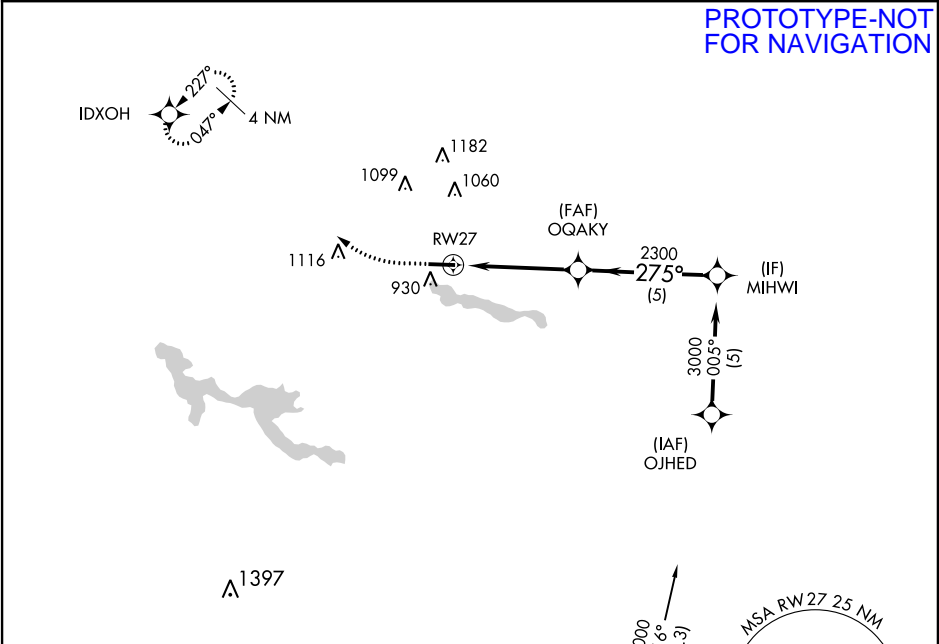 PROTOTYPE-NOT
FOR NAVIGATION
IDXOH
227°
047°
4 NM
1182
1099
1060
(FAF)
OQAKY
RW27
1116
930
2300
275°
(5)
(IF)
MIHWI
3000
005°
(5)
(IAF)
OJHED
1397
MSA RW27 25 NM